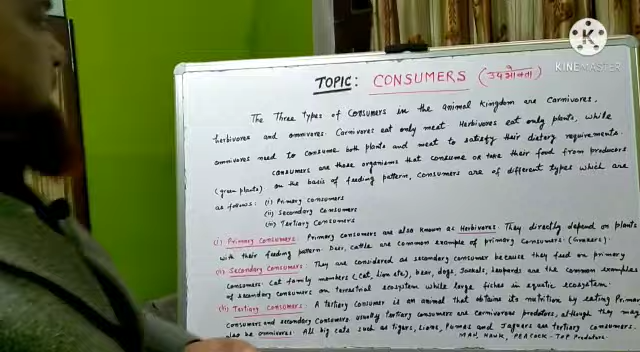 KINEMASTER
TOPIC: CONSUMERS (उपभोक्ता)
The Three types of consumers in the animal kingdom are Carnivores,
herbivores and omnivores. Carnivores eat only meat. Herbivores eat only plants, while
omnivores need to consume both plants and meat to satisfy their dietary requirements.
Consumers are those organisms that consume or take their food from producers
(green plants). On the basis of feeding pattern, consumers are of different types which are
as follows: (i) Primary consumers
(ii) Secondary consumers
(iii) Tertiary consumers
(i) Primary consumers: Primary consumers are also known as Herbivores. They directly depend on plants
with their feeding pattern. Deer, cattle are common example of primary consumers. (Grazers).
(ii) Secondary consumers: They are considered as secondary consumer because they feed on primary
consumers. Cat family members (cat, lion etc), bear, dogs, Jackals, leopards are the common examples
of secondary consumers on terrestrial ecosystem while large fishes in aquatic ecosystem.
Tertiary consumers: A tertiary consumer is an animal that obtains its nutrition by eating Primary
consumers and secondary consumers. usually tertiary consumers are carnivorous predators, although they may
also be omnivores. All big cats such as tigers, Lions, Pumas and Jaguars are tertiary consumers.
MAN, HAWK, PEACOCK - TOP Predators.